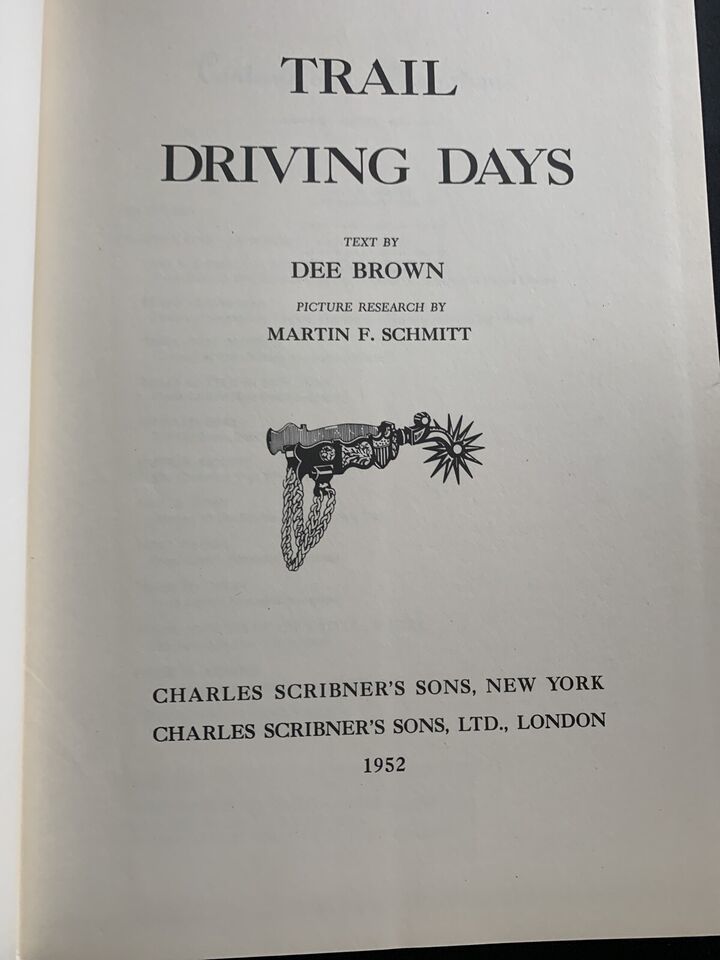 TRAIL
DRIVING DAYS
TEXT BY
DEE BROWN
PICTURE RESEARCH BY
MARTIN F. SCHMITT
CHARLES SCRIBNER'S SONS, NEW YORK
CHARLES SCRIBNER'S SONS, LTD., LONDON
1952